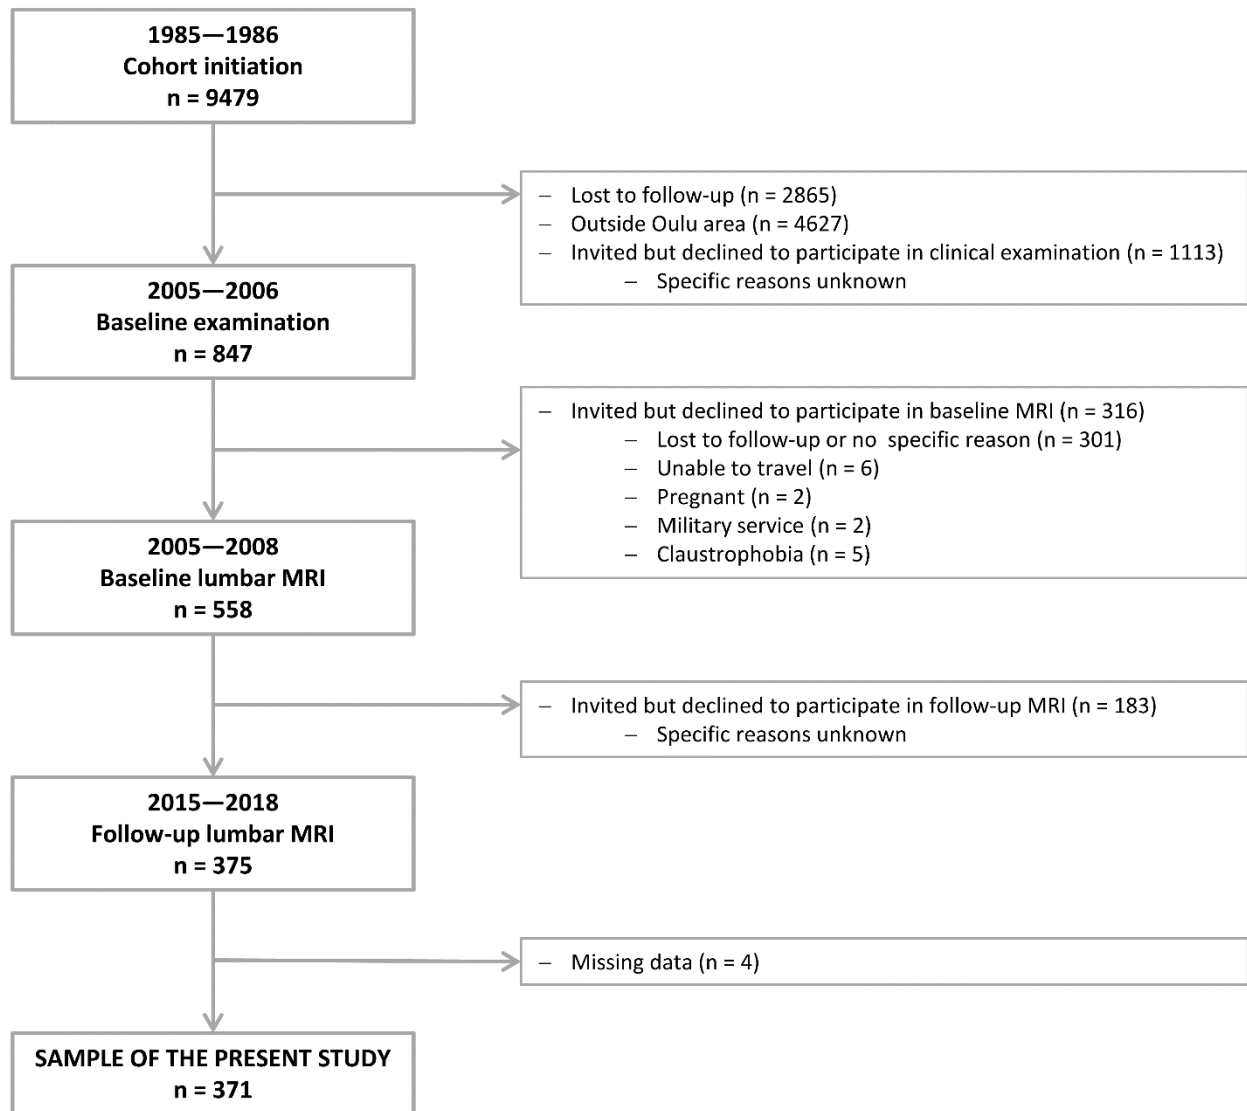 1985—1986
Cohort initiation
n = 9479
– Lost to follow-up (n = 2865)
– Outside Oulu area (n = 4627)
– Invited but declined to participate in clinical examination (n = 1113)
– Specific reasons unknown
2005—2006
Baseline examination
n = 847
– Invited but declined to participate in baseline MRI (n = 316)
– Lost to follow-up or no specific reason (n = 301)
– Unable to travel (n = 6)
– Pregnant (n = 2)
– Military service (n = 2)
– Claustrophobia (n = 5)
2005—2008
Baseline lumbar MRI
n = 558
– Invited but declined to participate in follow-up MRI (n = 183)
– Specific reasons unknown
2015—2018
Follow-up lumbar MRI
n = 375
– Missing data (n = 4)
SAMPLE OF THE PRESENT STUDY
n = 371